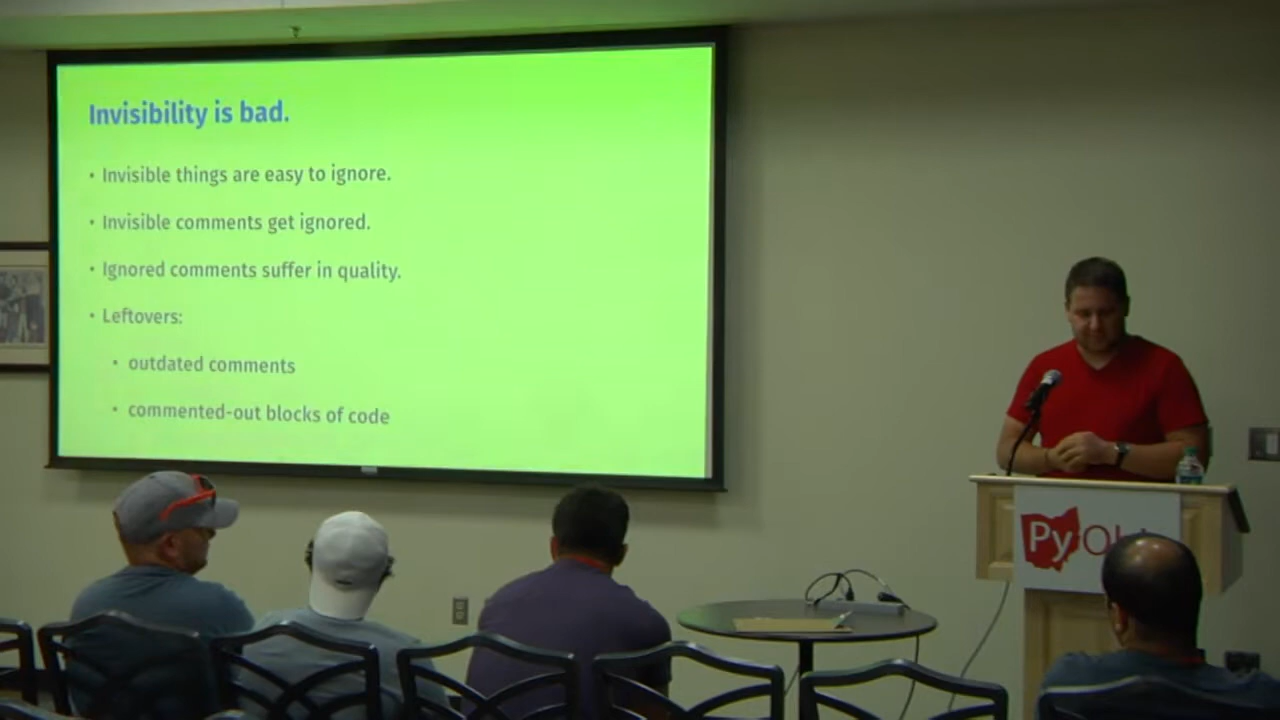 Invisibility is bad.
• Invisible things are easy to ignore.
• Invisible comments get ignored.
• Ignored comments suffer in quality.
• Leftovers:
• outdated comments
• commented-out blocks of code
Py